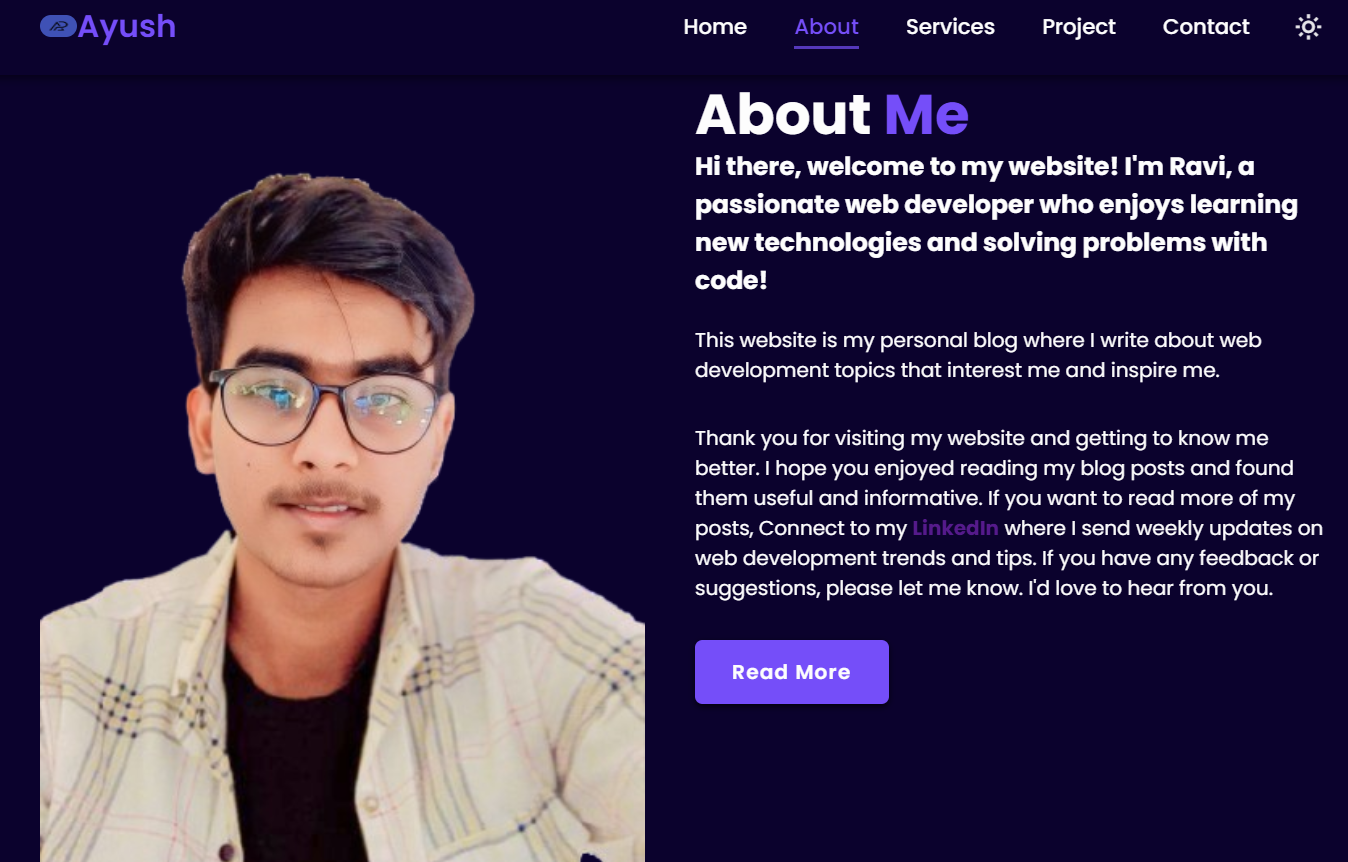 Ayush
Home About Services Project Contact
About Me
Hi there, welcome to my website! I'm Ravi, a
passionate web developer who enjoys learning
new technologies and solving problems with
code!
This website is my personal blog where I write about web
development topics that interest me and inspire me.
Thank you for visiting my website and getting to know me
better. I hope you enjoyed reading my blog posts and found
them useful and informative. If you want to read more of my
posts, Connect to my LinkedIn where I send weekly updates on
web development trends and tips. If you have any feedback or
suggestions, please let me know. I'd love to hear from you.
Read More